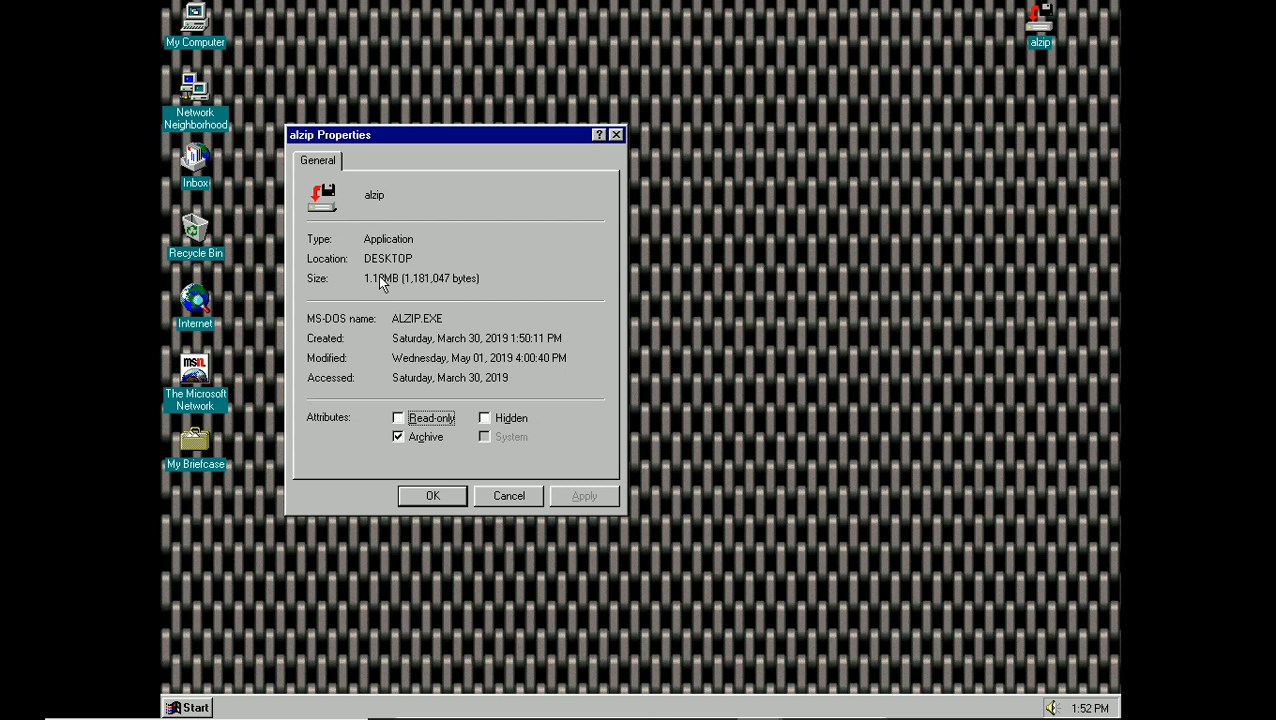 My Computer
alzip
Network
Neighborhood
Inbox
Recycle Bin
Internet
msn
The Microsoft
Network
My Briefcase
alzip Properties
General
alzip
Type: Application
Location: DESKTOP
Size: (1,181,047 bytes)
MS-DOS name: ALZIP.EXE
Created: Saturday, March 30, 2019 1:50:11 PM
Modified: Wednesday, May 01, 2019 4:00:40 PM
Accessed: Saturday, March 30, 2019
Attributes: Read-only Hidden
Archive System
OK Cancel Apply
Start 1:52 PM